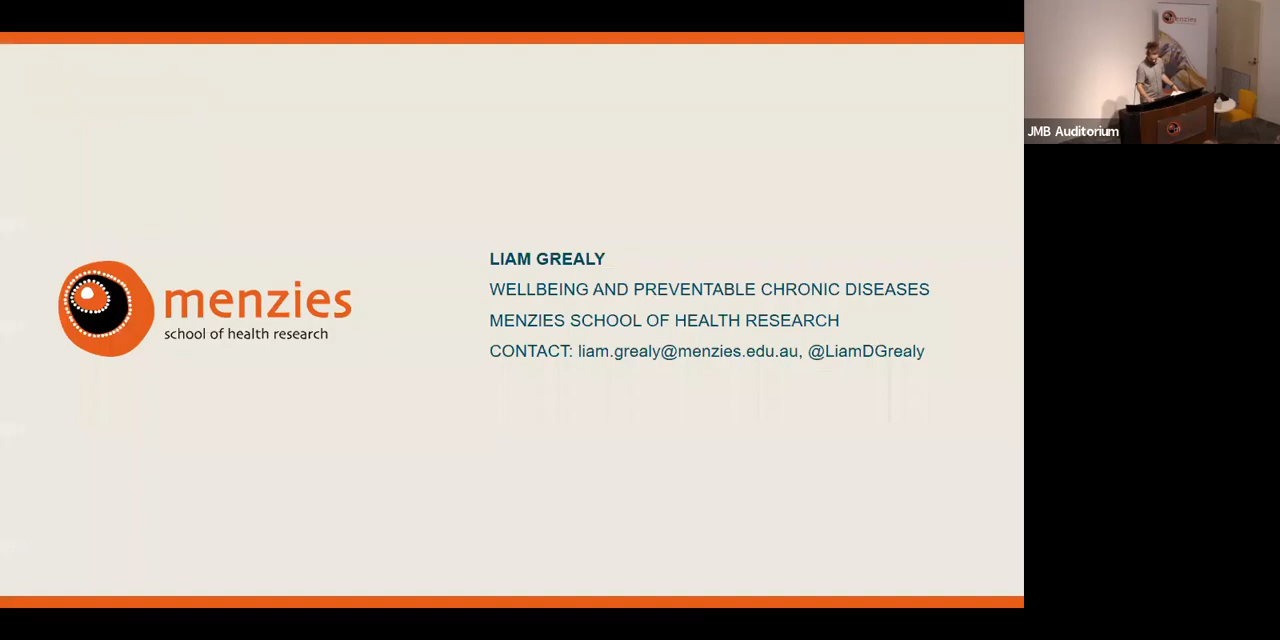 menzies
school of health research
LIAM GREALY
WELLBEING AND PREVENTABLE CHRONIC DISEASES
MENZIES SCHOOL OF HEALTH RESEARCH
CONTACT: liam.grealy@menzies.edu.au, @LiamDGrealy
menzies
JMB Auditorium